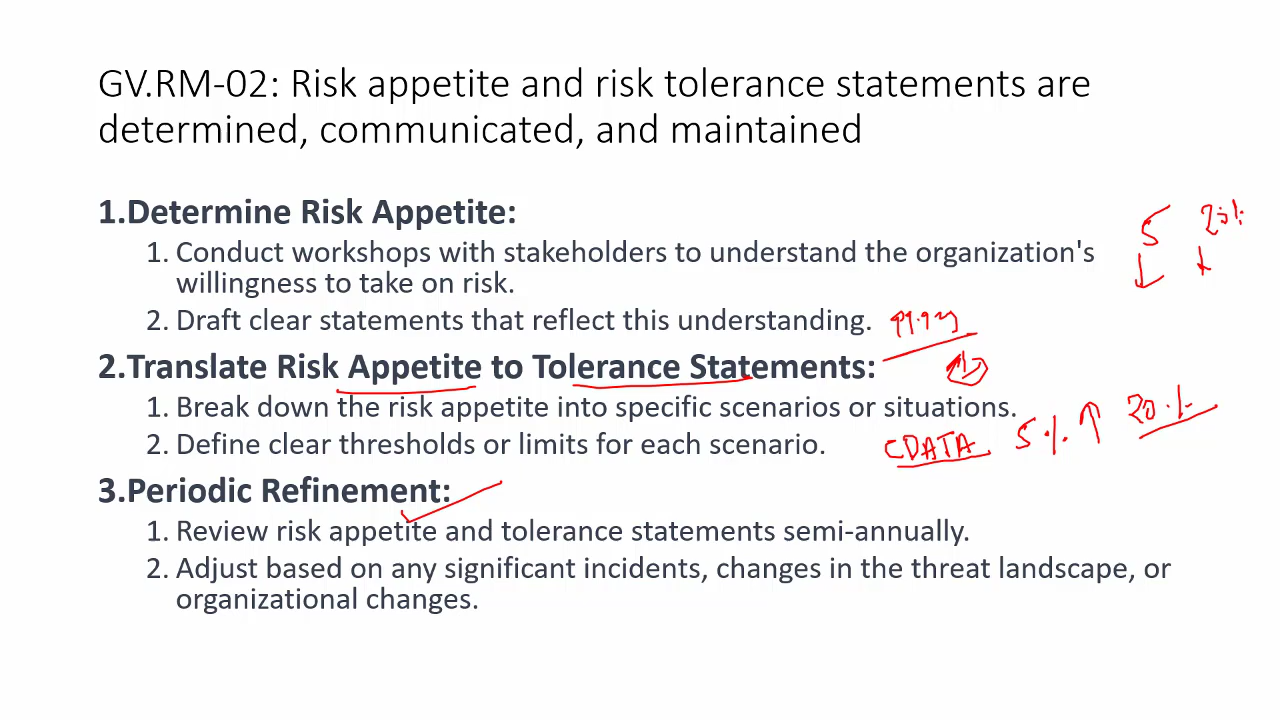 GV.RM-02: Risk appetite and risk tolerance statements are
determined, communicated, and maintained
1.Determine Risk Appetite:
5
1. Conduct workshops with stakeholders to understand the organization's
willingness to take on risk.
2. Draft clear statements that reflect this understanding.
2.Translate Risk Appetite to Tolerance Statements:
1. Break down the risk appetite into specific scenarios or situations.
20%
2. Define clear thresholds or limits for each scenario. CDATA 5%
3.Periodic Refinement:
1. Review risk appetite and tolerance statements semi-annually.
2. Adjust based on any significant incidents, changes in the threat landscape, or
organizational changes.